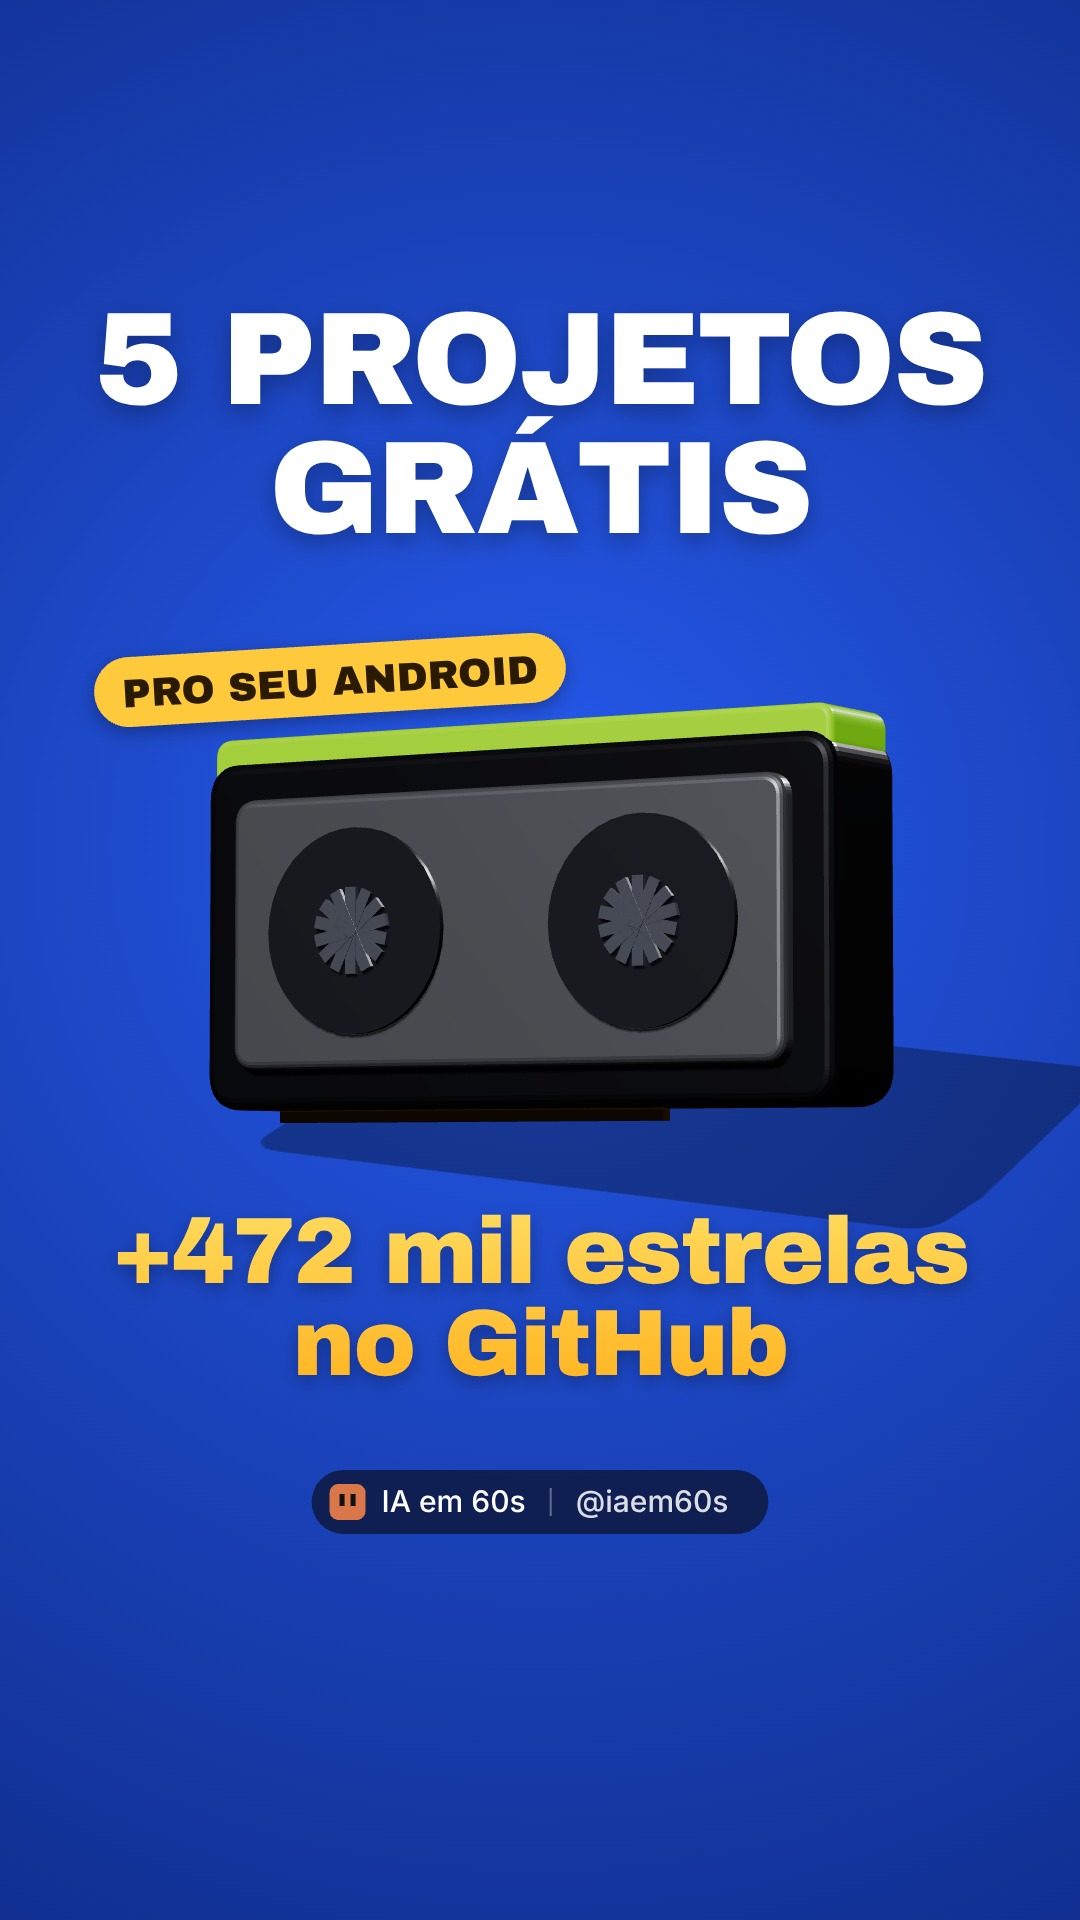 5 PROJETOS
GRÁTIS
PRO SEU ANDROID
+472 mil estrelas
no GitHub
IA em 60s | @iaem60s